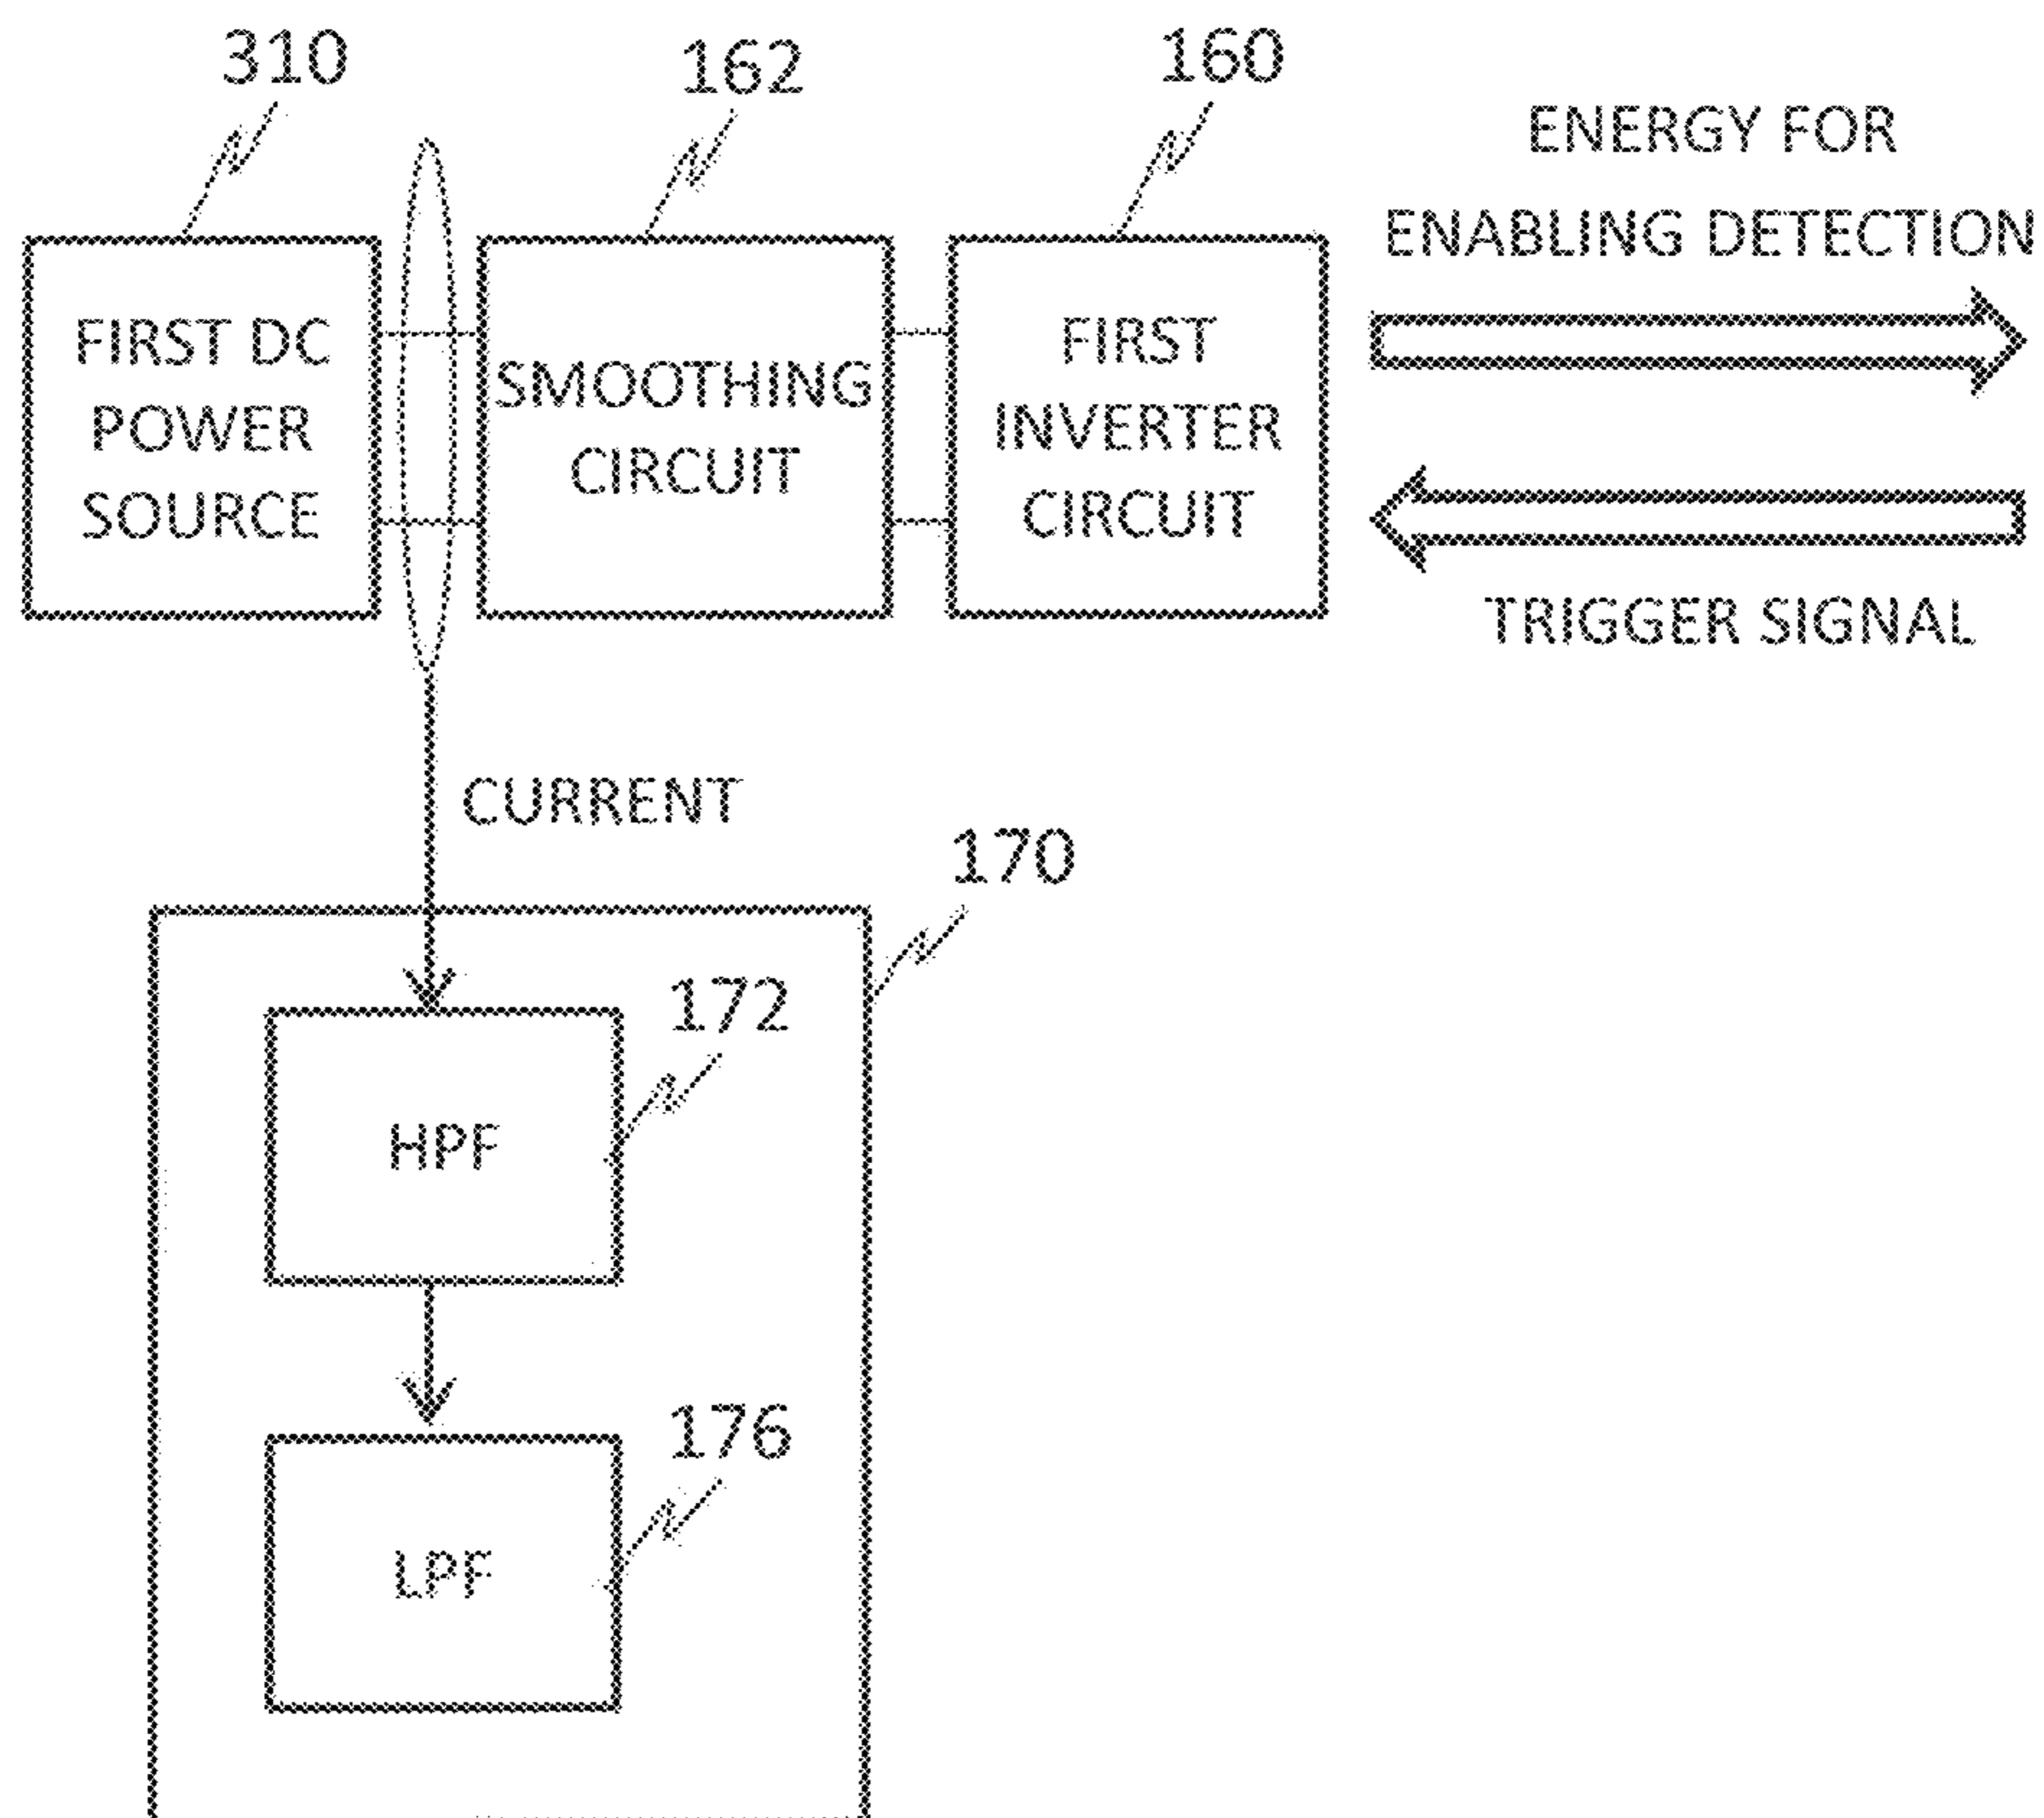 310
162
160
ENERGY FOR
ENABLING DETECTION
FIRST DC
POWER
SOURCE
SMOOTHING
CIRCUIT
FIRST
INVERTER
CIRCUIT
TRIGGER SIGNAL
CURRENT
170
172
HPF
176
LPF